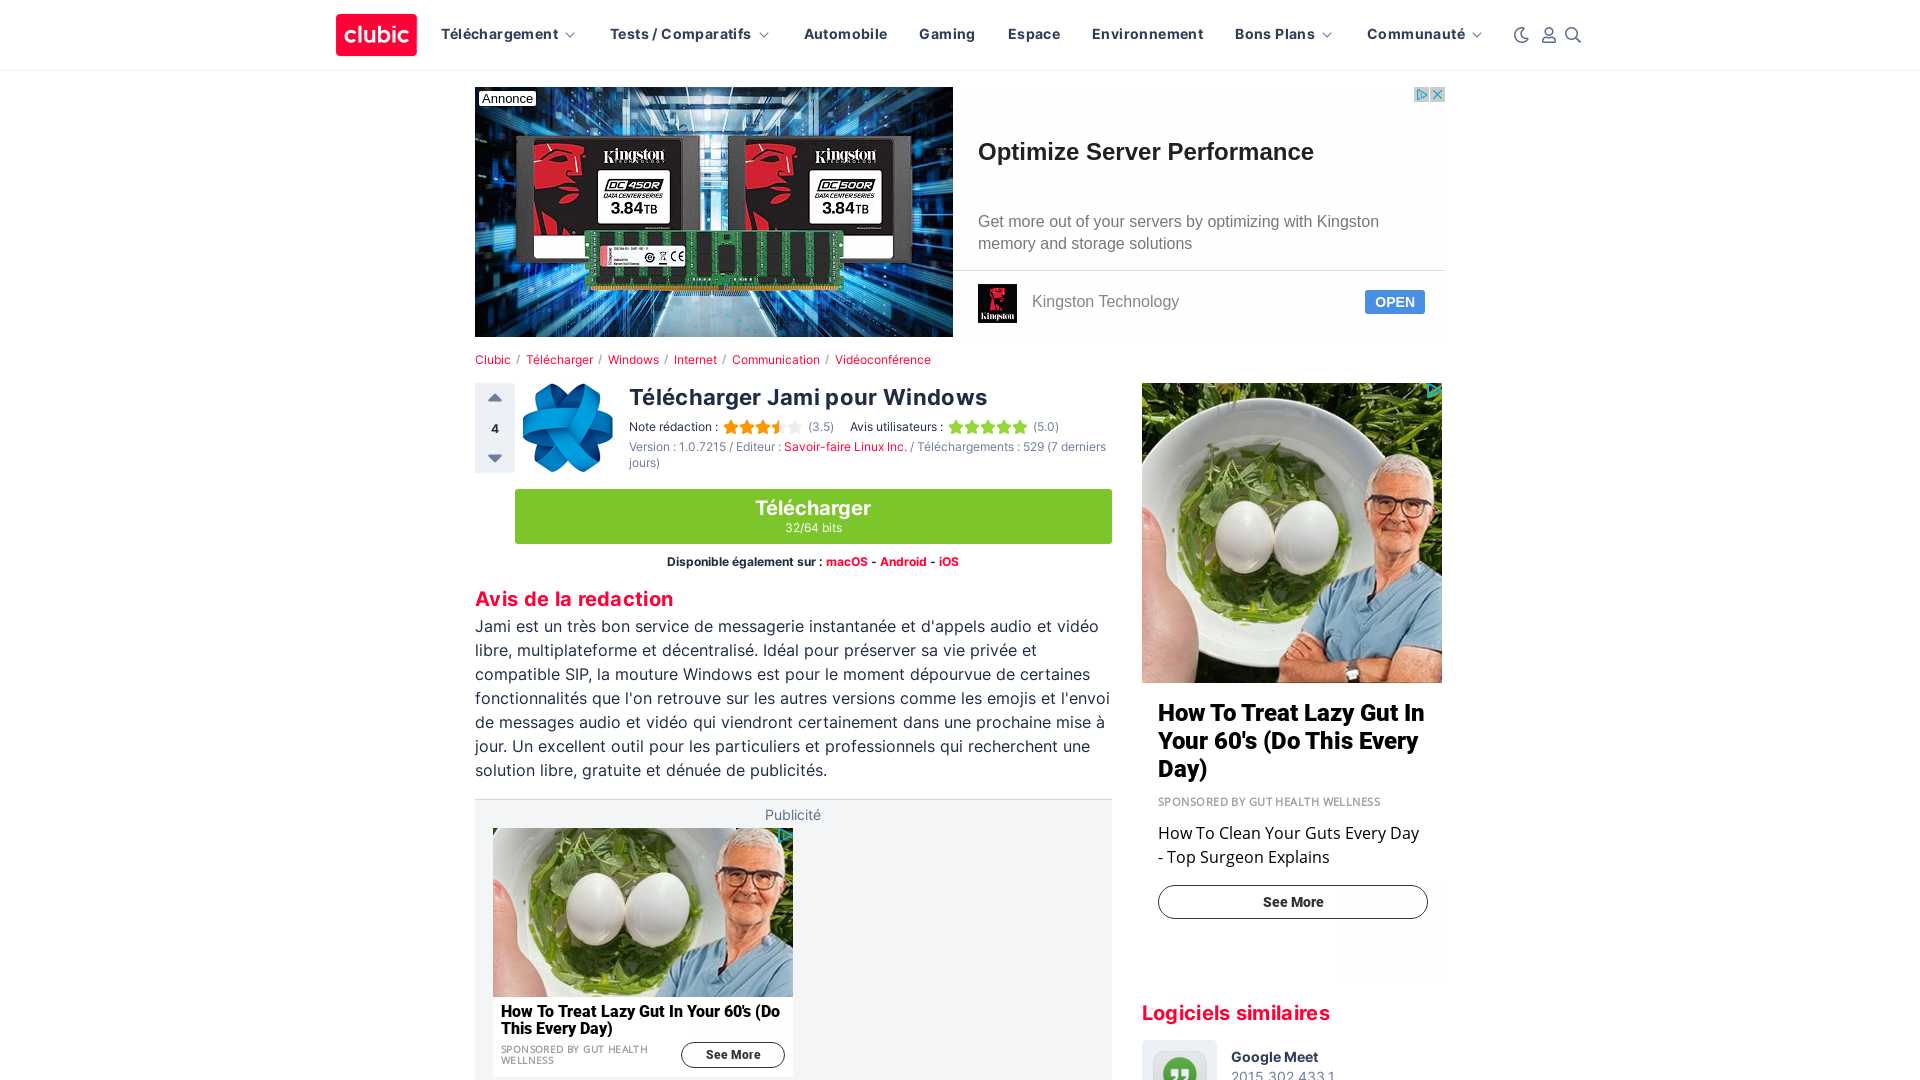 clubic
Téléchargement
Tests / Comparatifs
Automobile
Gaming
Espace
Environnement
Bons Plans
Communauté
Annonce
Kingston
TECHNOLOGY
DC450R
DATA CENTER SERIES
3.84TB
Kingston
TECHNOLOGY
DC500R
DATA CENTER SERIES
3.84TB
Optimize Server Performance
Get more out of your servers by optimizing with Kingston
memory and storage solutions
Kingston
Kingston Technology
OPEN
Clubic / Télécharger / Windows / Internet / Communication / Vidéoconférence
4
Télécharger Jami pour Windows
Note rédaction : (3.5) Avis utilisateurs : (5.0)
Version : 1.0.7215 / Editeur : Savoir-faire Linux Inc. / Téléchargements : 529 (7 derniers
jours)
Télécharger
32/64 bits
Disponible également sur : macOS - Android - iOS
Avis de la redaction
Jami est un très bon service de messagerie instantanée et d'appels audio et vidéo
libre, multiplateforme et décentralisé. Idéal pour préserver sa vie privée et
compatible SIP, la mouture Windows est pour le moment dépourvue de certaines
fonctionnalités que l'on retrouve sur les autres versions comme les emojis et l'envoi
de messages audio et vidéo qui viendront certainement dans une prochaine mise à
jour. Un excellent outil pour les particuliers et professionnels qui recherchent une
solution libre, gratuite et dénuée de publicités.
Publicité
How To Treat Lazy Gut In Your 60's (Do
This Every Day)
SPONSORED BY GUT HEALTH
WELLNESS
See More
How To Treat Lazy Gut In
Your 60's (Do This Every
Day)
SPONSORED BY GUT HEALTH WELLNESS
How To Clean Your Guts Every Day
- Top Surgeon Explains
See More
Logiciels similaires
Google Meet
2015.302.433.1